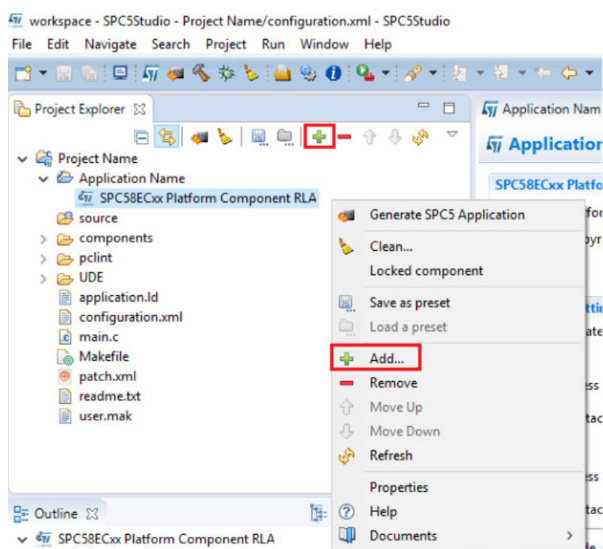 workspace - SPC5Studio - Project Name/configuration.xml - SPC5Studio
File Edit Navigate Search Project Run Window Help
Project Explorer
Application Nam
Project Name
Application Name
SPC58ECxx Platform Component RLA
source
components
pclint
UDE
application.ld
configuration.xml
main.c
Makefile
patch.xml
readme.txt
user.mak
Application
SPC58ECxx Platfo
Generate SPC5 Application
Clean...
Locked component
Save as preset
Load a preset
Add...
Remove
Move Up
Move Down
Refresh
Properties
Help
Documents
Outline
SPC58ECxx Platform Component RLA